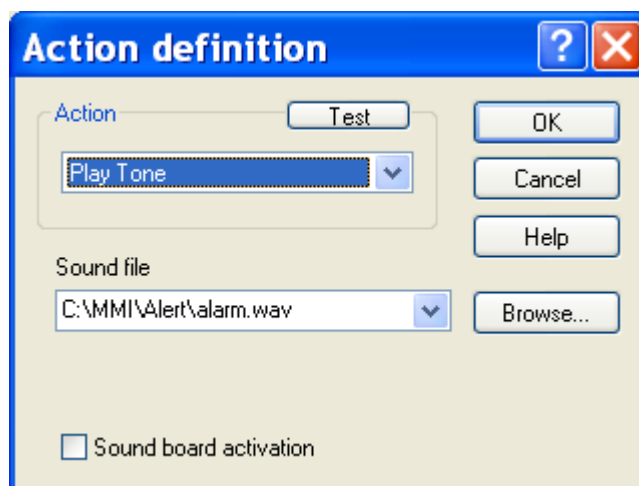 Action definition
Action
Test
OK
Play Tone
Cancel
Help
Sound file
C:\MMI\Alert\alarm.wav
Browse...
Sound board activation